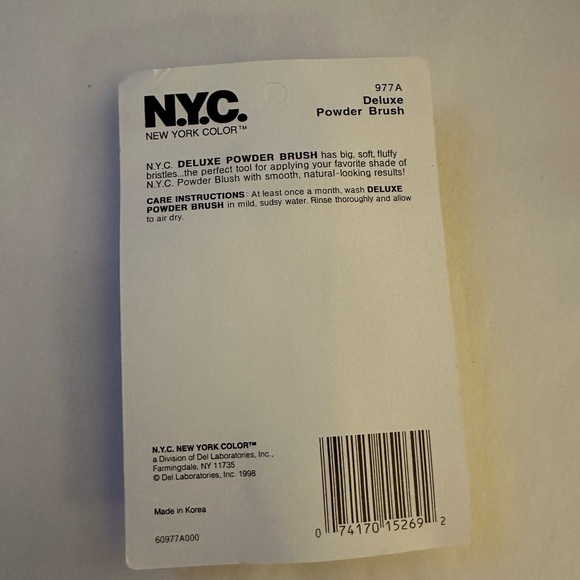 977A
Deluxe
Powder Brush
N.Y.C.
NEW YORK COLOR™
N.Y.C. DELUXE POWDER BRUSH has big, soft, fluffy
bristles...the perfect tool for applying your favorite shade of
N.Y.C. Powder Blush with smooth, natural-looking results!
CARE INSTRUCTIONS: At least once a month, wash DELUXE
POWDER BRUSH in mild, sudsy water. Rinse thoroughly and allow
to air dry.
N.Y.C. NEW YORK COLOR™
a Division of Del Laboratories, Inc.,
Farmingdale, NY 11735
© Del Laboratories, Inc. 1998
Made in Korea
60977A000
0 74170 15269 2